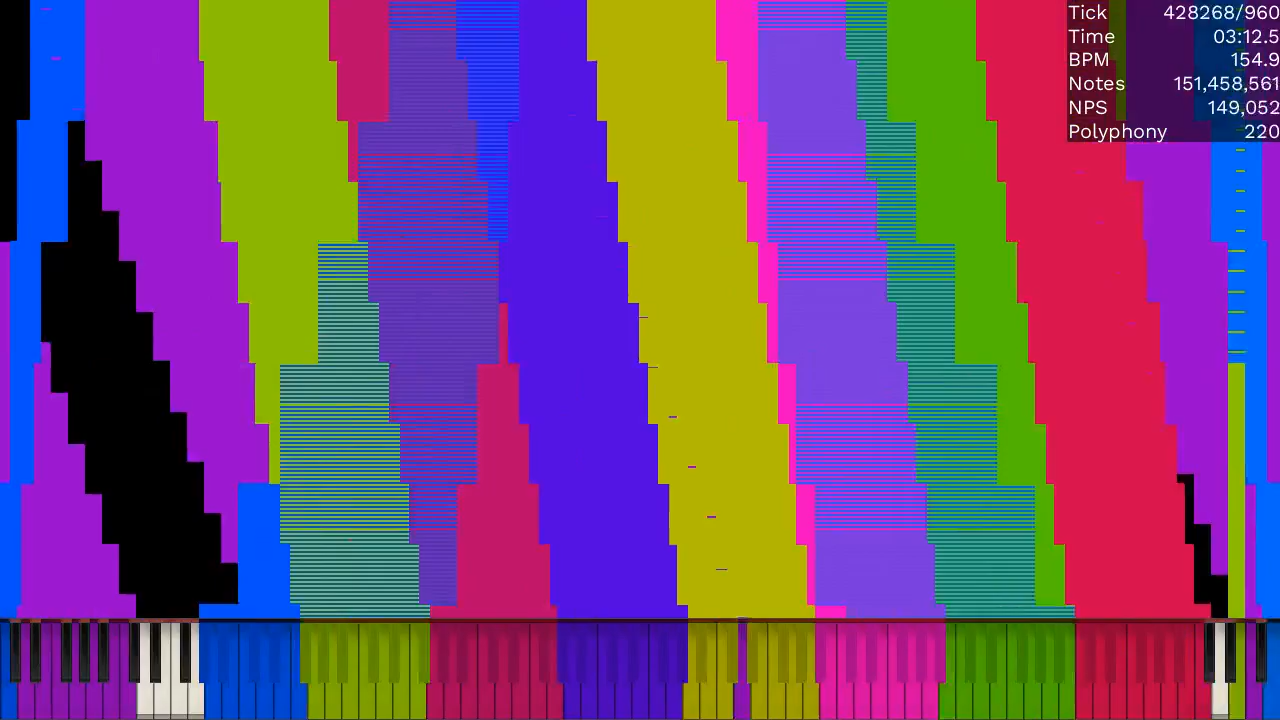 Tick 428268/960
Time 03:12.5
BPM 154.9
Notes 151,458,561
NPS 149,052
Polyphony 220